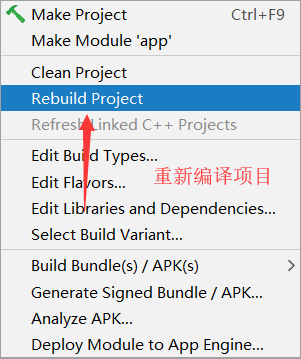 Make Project Ctrl+F9
Make Module 'app'
Clean Project
Rebuild Project
Refresh Linked C++ Projects
Edit Build Types...
Edit Flavors...
重新编译项目
Edit Libraries and Dependencies...
Select Build Variant...
Build Bundle(s) / APK(s)
Generate Signed Bundle / APK...
Analyze APK...
Deploy Module to App Engine...